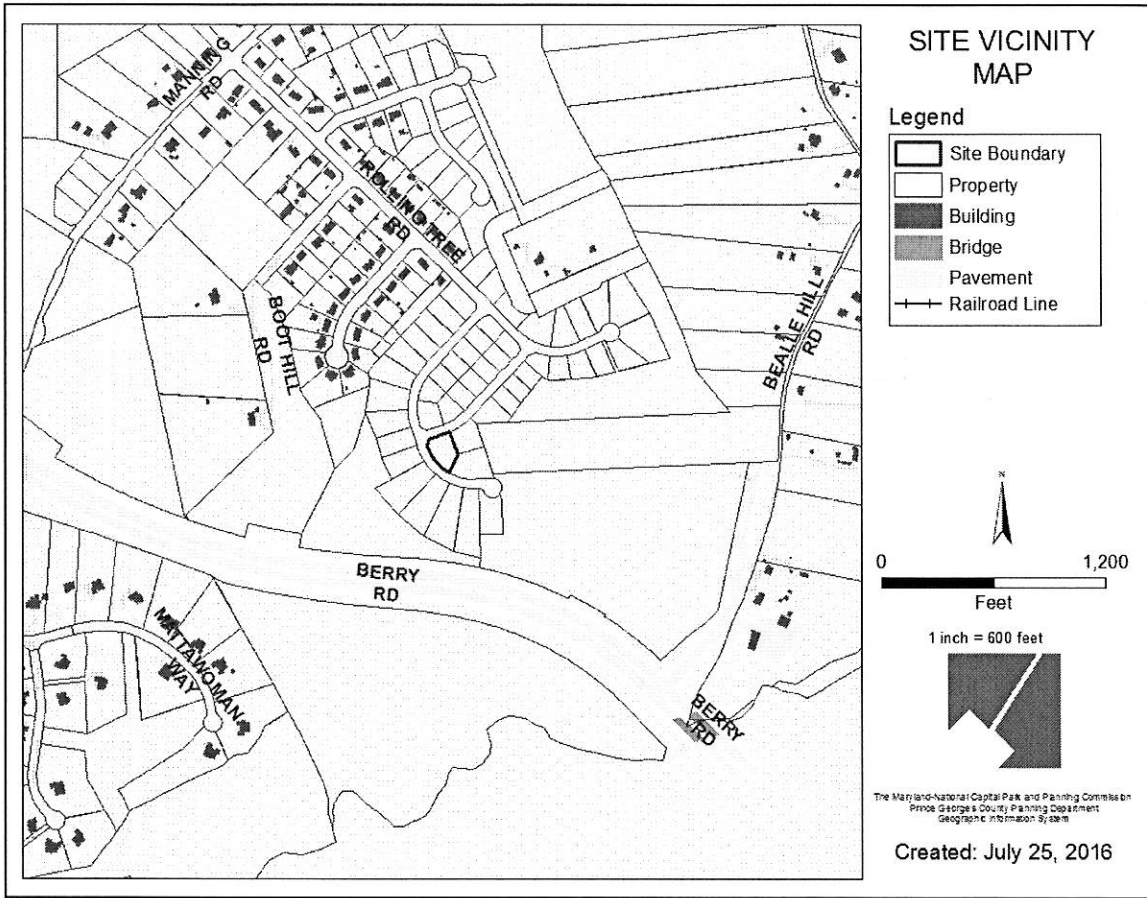 SITE VICINITY
MAP
Legend
Site Boundary
Property
Building
Bridge
Pavement
Railroad Line
MANNING
RD
ROLLING TREE
RD
BOOT HILL
RD
BEALLE HILL
RD
BERRY
RD
MATTAWOMAN
WAY
BERRY
RD
N
0 1,200
Feet
1 inch = 600 feet
The Maryland-National Capital Park and Planning Commission
Prince George's County Planning Department
Geographic Information System
Created: July 25, 2016